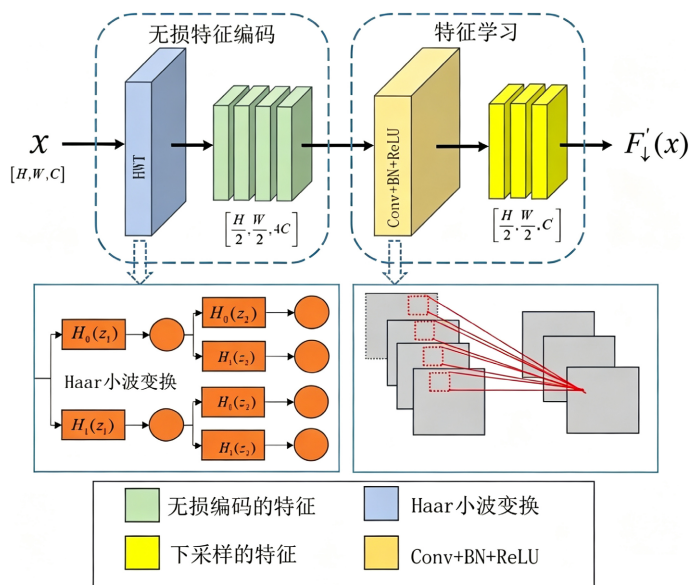 无损特征编码
特征学习
x
[H,W,C]
HWT
[H/2, W/2, 4C]
Conv+BN+ReLU
[H/2, W/2, C]
F'↓(x)
H₀(z₁)
H₀(z₂)
H₁(z₂)
Haar小波变换
H₁(z₁)
H₀(z₂)
H₁(z₂)
无损编码的特征
Haar小波变换
下采样的特征
Conv+BN+ReLU